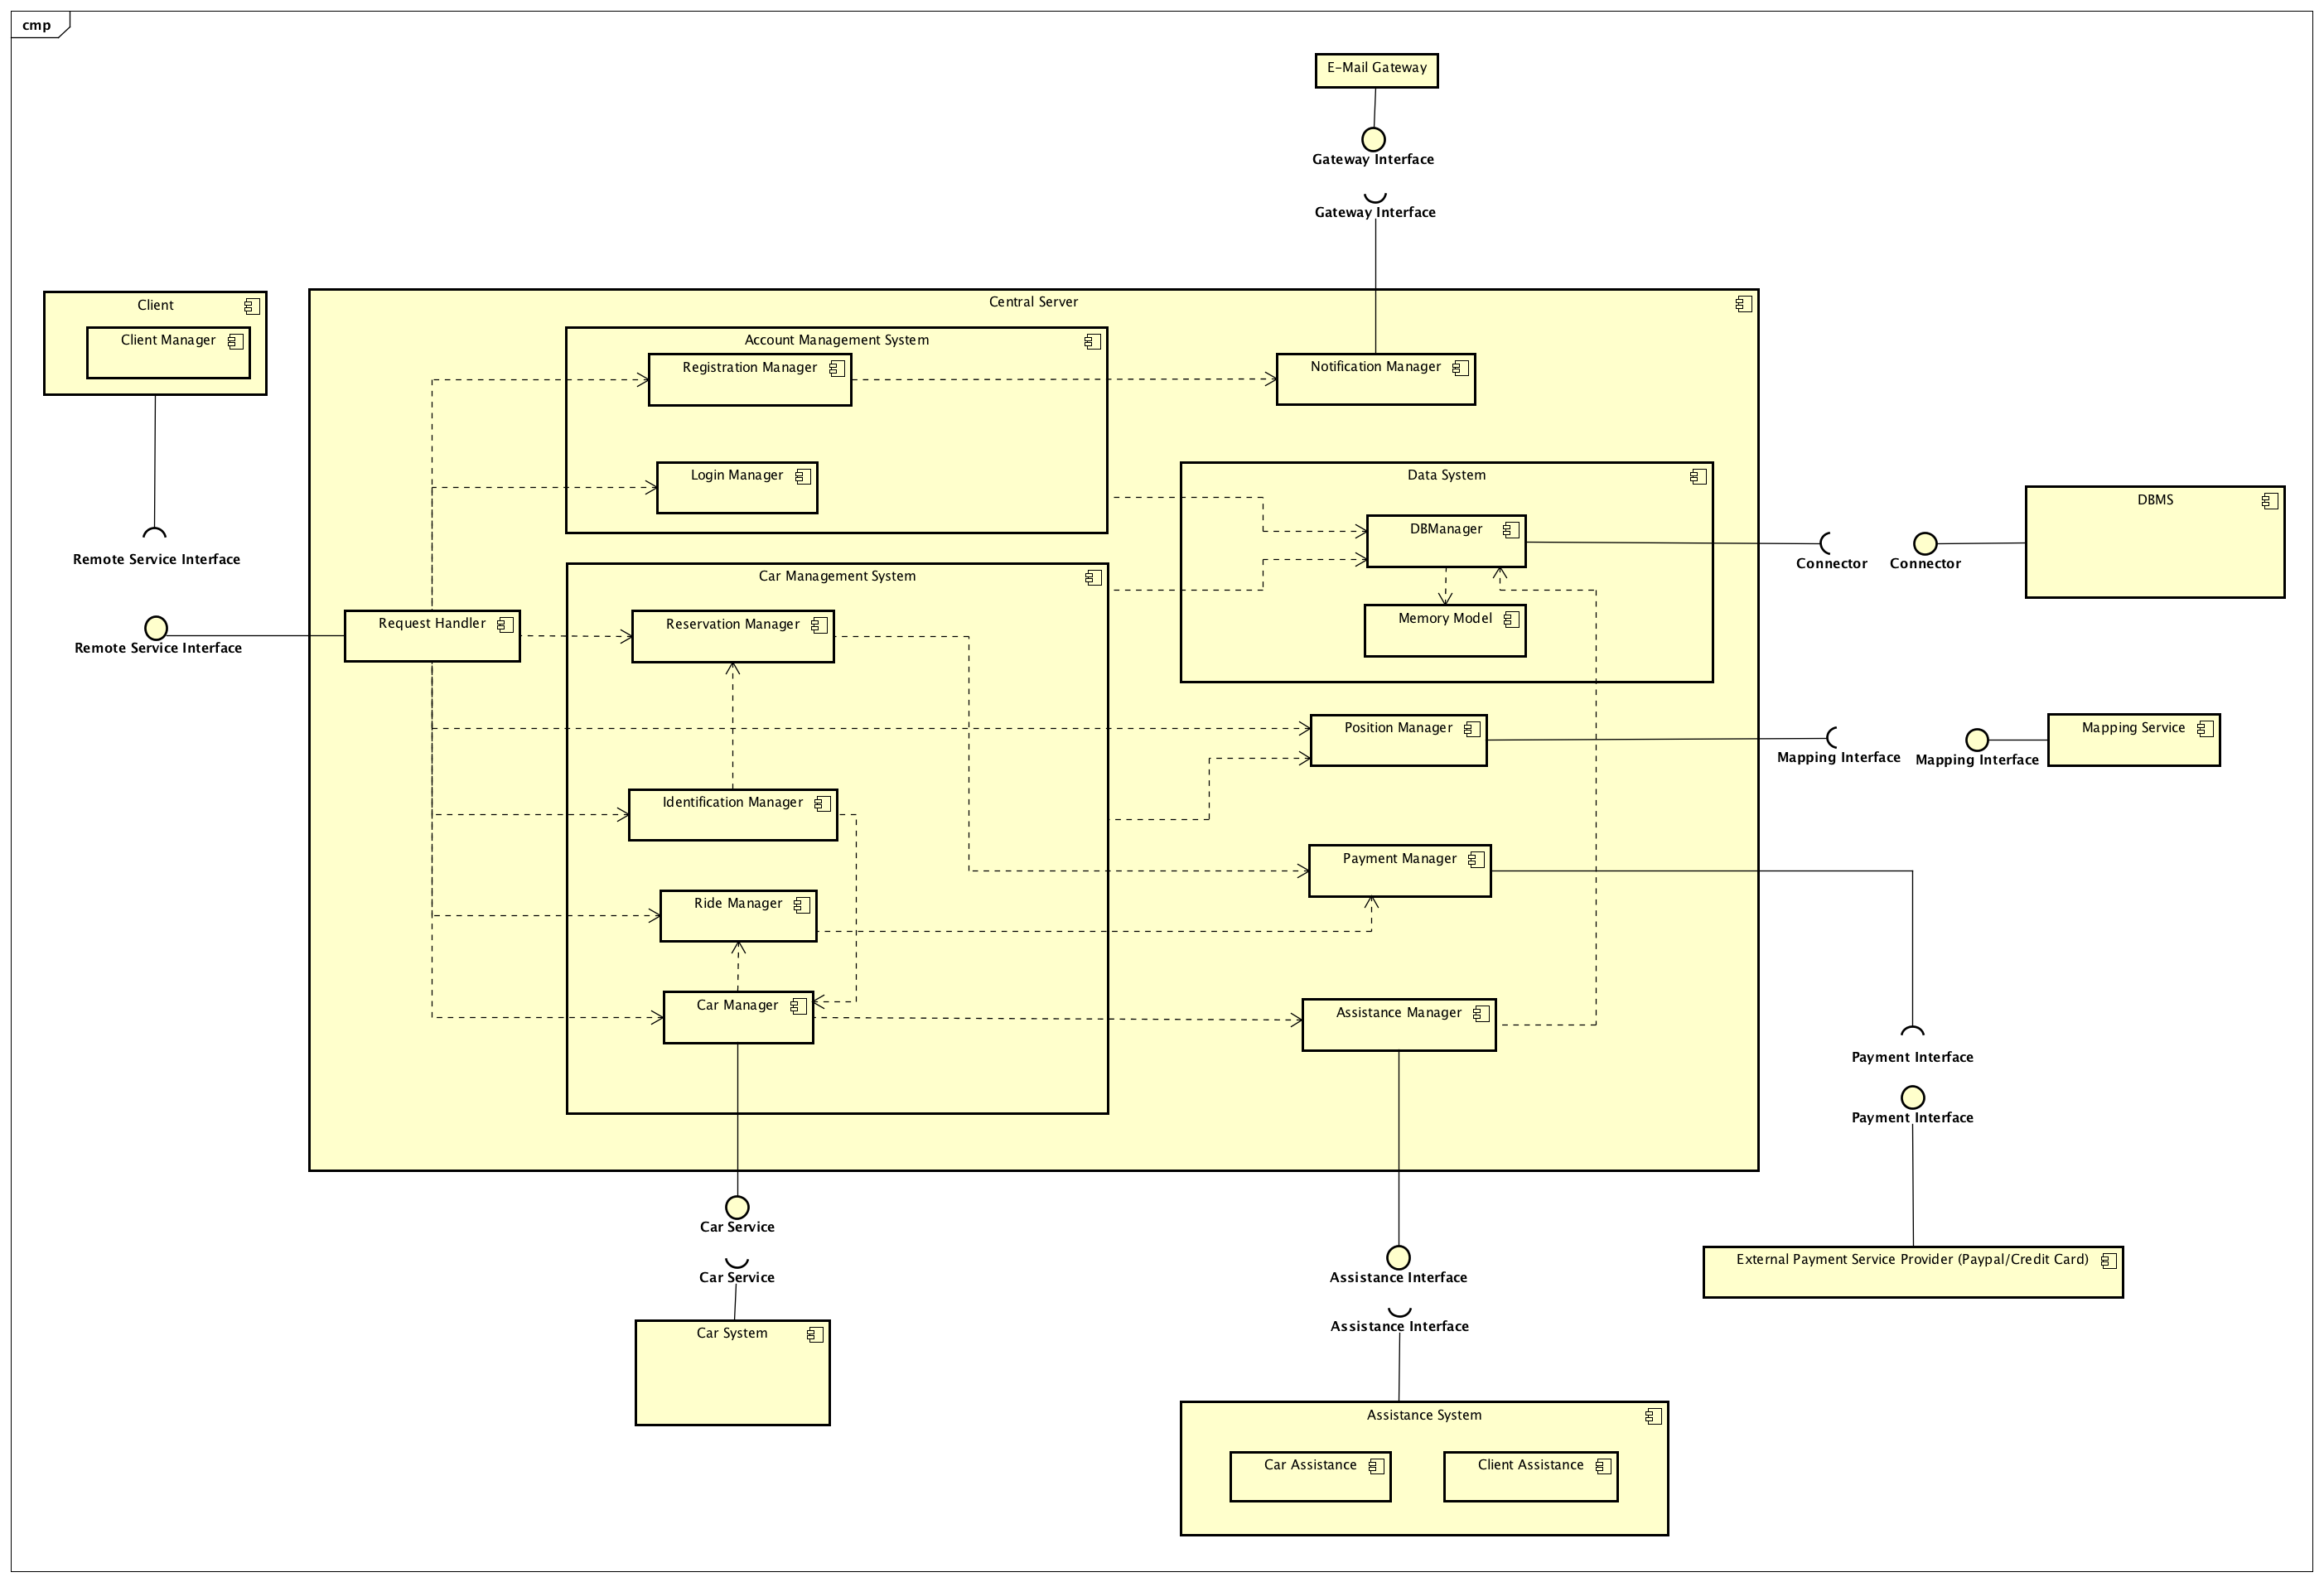 cmp
E-Mail Gateway
Gateway Interface
Gateway Interface
Client
Client Manager
Central Server
Account Management System
Registration Manager
Notification Manager
Login Manager
Data System
DBManager
Memory Model
DBMS
Connector
Connector
Remote Service Interface
Remote Service Interface
Car Management System
Request Handler
Reservation Manager
Position Manager
Mapping Service
Mapping Interface
Mapping Interface
Identification Manager
Payment Manager
Ride Manager
Car Manager
Assistance Manager
Payment Interface
Payment Interface
Car Service
Car Service
Assistance Interface
Assistance Interface
External Payment Service Provider (Paypal/Credit Card)
Car System
Assistance System
Car Assistance
Client Assistance